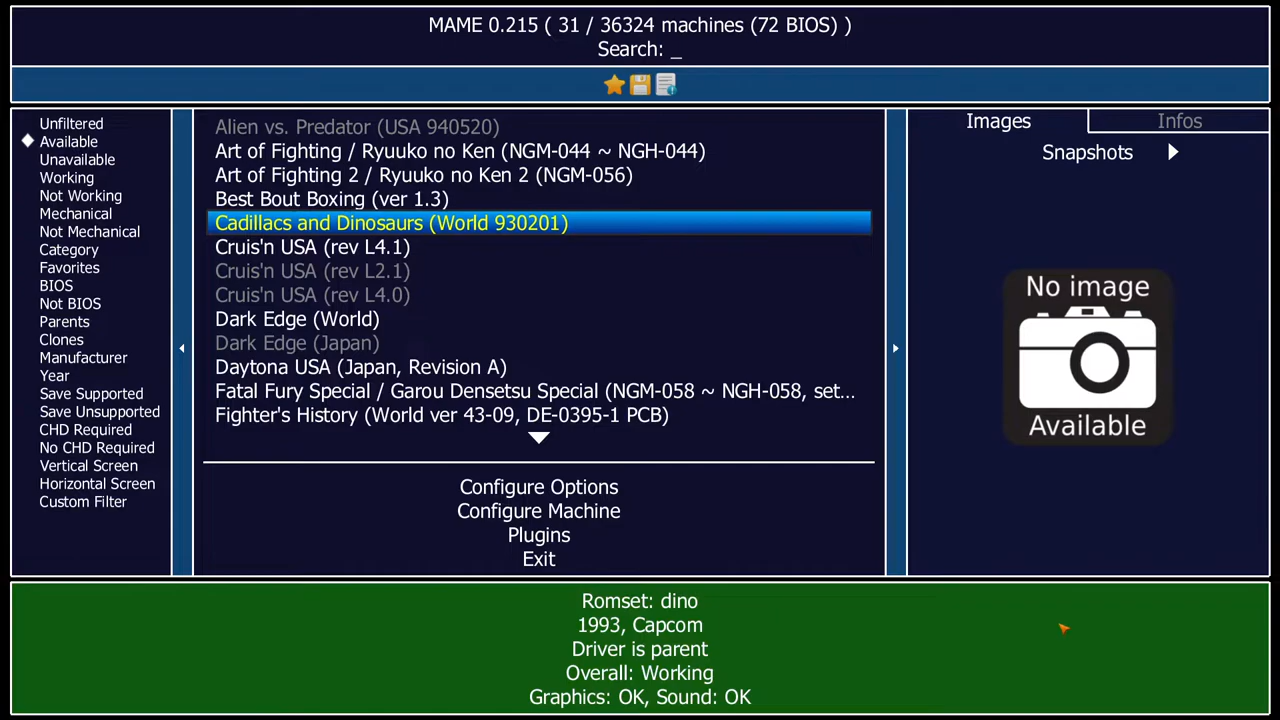 MAME 0.215 ( 31 / 36324 machines (72 BIOS) )
Search: _
Unfiltered
Available
Unavailable
Working
Not Working
Mechanical
Not Mechanical
Category
Favorites
BIOS
Not BIOS
Parents
Clones
Manufacturer
Year
Save Supported
Save Unsupported
CHD Required
No CHD Required
Vertical Screen
Horizontal Screen
Custom Filter
Alien vs. Predator (USA 940520)
Art of Fighting / Ryuuko no Ken (NGM-044 ~ NGH-044)
Art of Fighting 2 / Ryuuko no Ken 2 (NGM-056)
Best Bout Boxing (ver 1.3)
Cadillacs and Dinosaurs (World 930201)
Cruis'n USA (rev L4.1)
Cruis'n USA (rev L2.1)
Cruis'n USA (rev L4.0)
Dark Edge (World)
Dark Edge (Japan)
Daytona USA (Japan, Revision A)
Fatal Fury Special / Garou Densetsu Special (NGM-058 ~ NGH-058, set...
Fighter's History (World ver 43-09, DE-0395-1 PCB)
Configure Options
Configure Machine
Plugins
Exit
Images
Infos
Snapshots
No image
Available
Romset: dino
1993, Capcom
Driver is parent
Overall: Working
Graphics: OK, Sound: OK